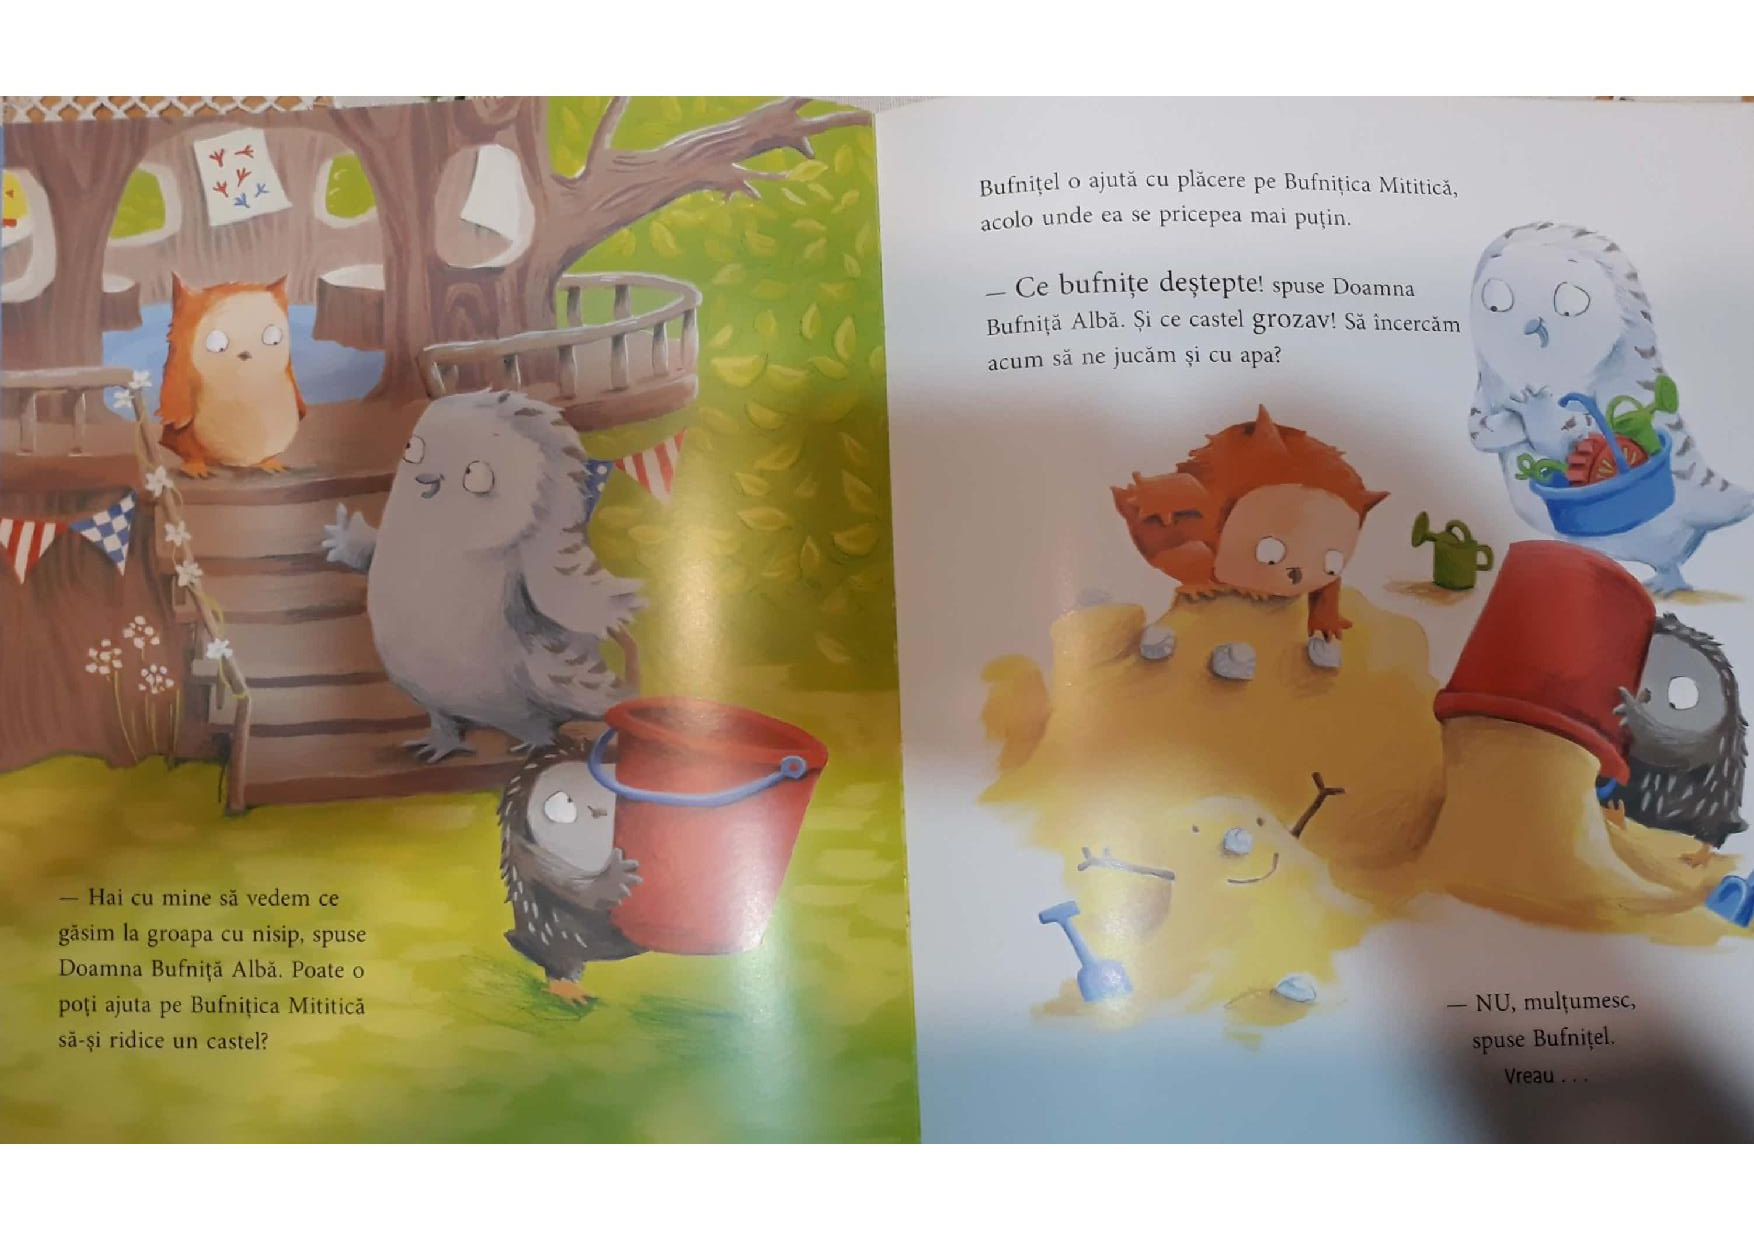 — Hai cu mine să vedem ce
găsim la groapa cu nisip, spuse
Doamna Bufniță Albă. Poate o
poți ajuta pe Bufnițica Mititică
să-și ridice un castel?
Bufnițel o ajută cu plăcere pe Bufnițica Mititică,
acolo unde ea se pricepea mai puțin.
— Ce bufnițe deștepte! spuse Doamna
Bufniță Albă. Și ce castel grozav! Să încercăm
acum să ne jucăm și cu apa?
— NU, mulțumesc,
spuse Bufnițel.
Vreau . . .